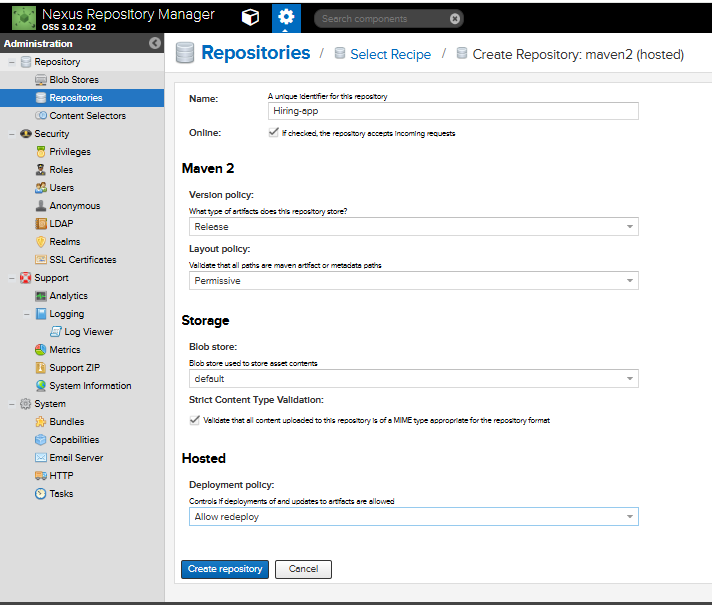 Nexus Repository Manager
OSS 3.0.2-02
Search components
Administration
Repositories / Select Recipe / Create Repository: maven2 (hosted)
Repository
Blob Stores
Repositories
Content Selectors
Security
Privileges
Roles
Users
Anonymous
LDAP
Realms
SSL Certificates
Support
Analytics
Logging
Log Viewer
Metrics
Support ZIP
System Information
System
Bundles
Capabilities
Email Server
HTTP
Tasks
Name:
A unique identifier for this repository
Hiring-app
Online:
If checked, the repository accepts incoming requests
Maven 2
Version policy:
What type of artifacts does this repository store?
Release
Layout policy:
Validate that all paths are maven artifact or metadata paths
Permissive
Storage
Blob store:
Blob store used to store asset contents
default
Strict Content Type Validation:
Validate that all content uploaded to this repository is of a MIME type appropriate for the repository format
Hosted
Deployment policy:
Controls if deployments of and updates to artifacts are allowed
Allow redeploy
Create repository
Cancel